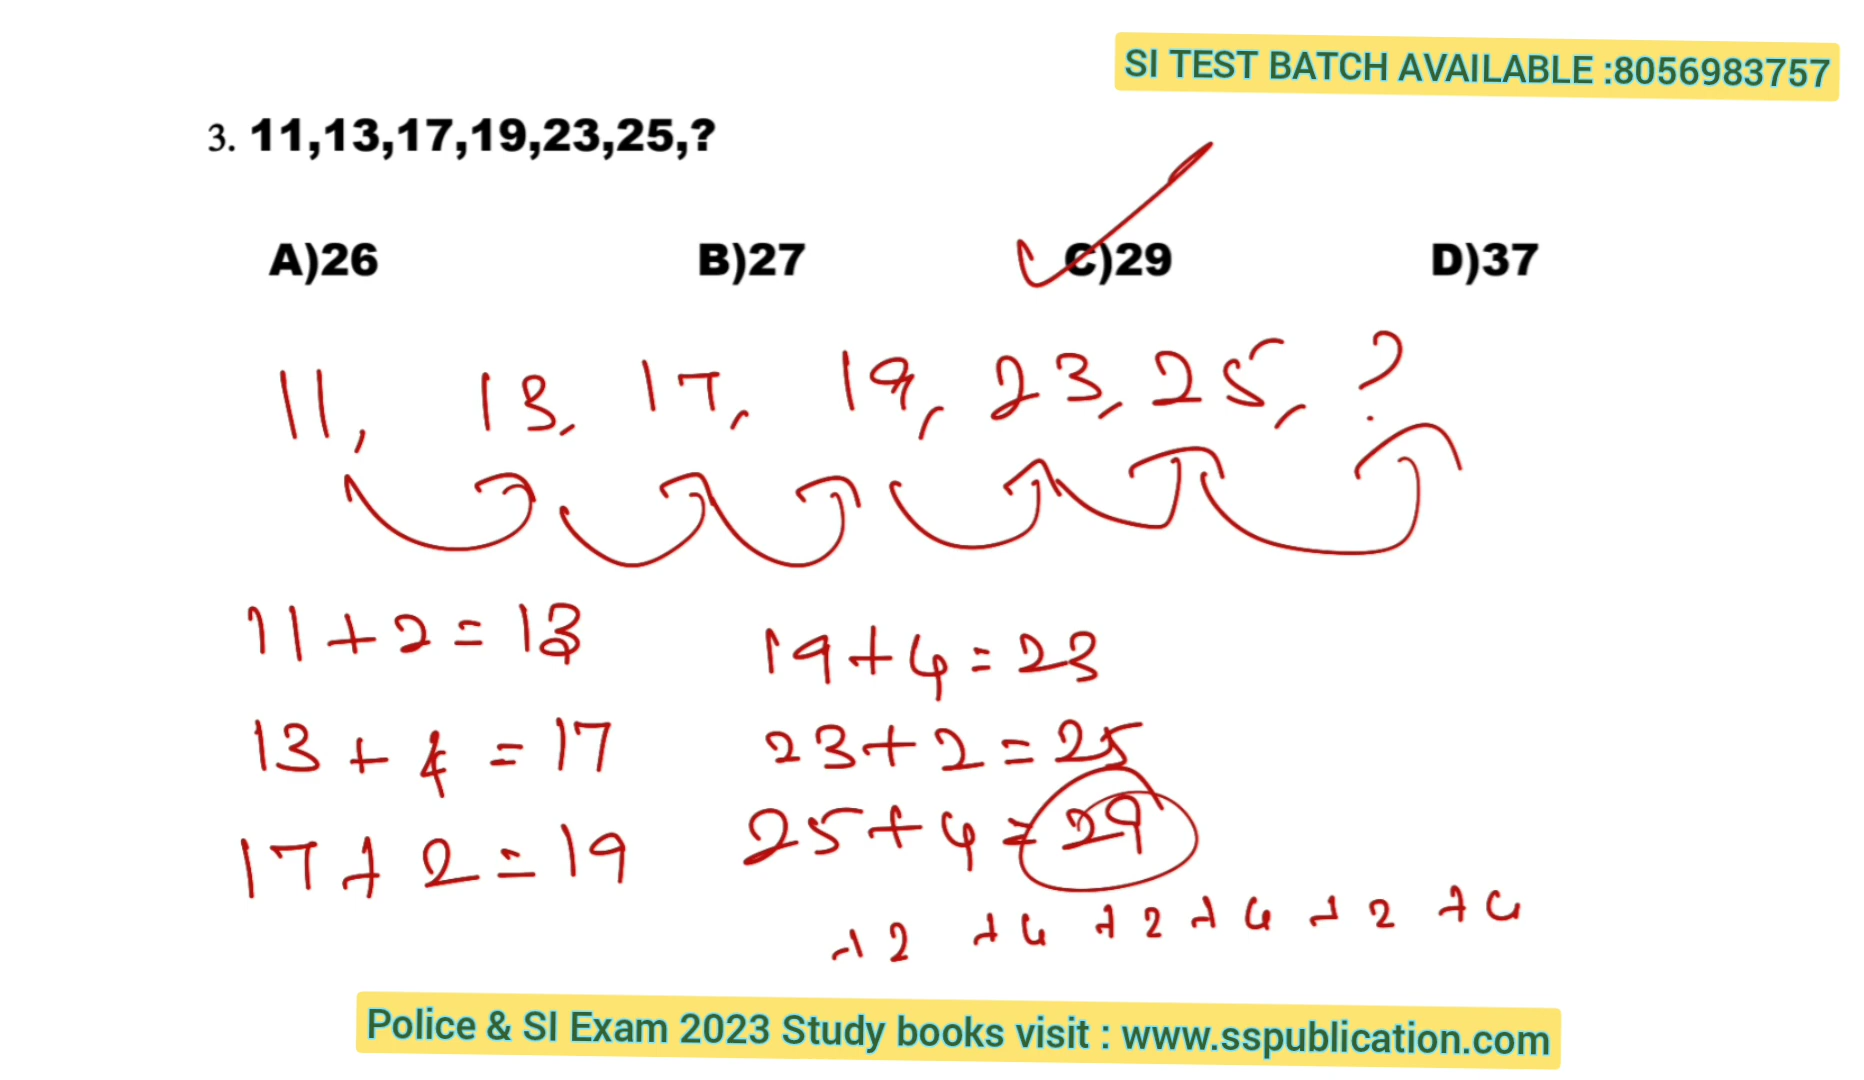 SI TEST BATCH AVAILABLE :8056983757
3. 11,13,17,19,23,25,?
A)26 B)27 C)29 D)37
11, 13, 17, 19, 23, 25, ?
11+2=13
13+4=17
17+2=19
19+4=23
23+2=25
25+4=29
+2 +4 +2 +4 +2 +4
Police & SI Exam 2023 Study books visit : www.sspublication.com